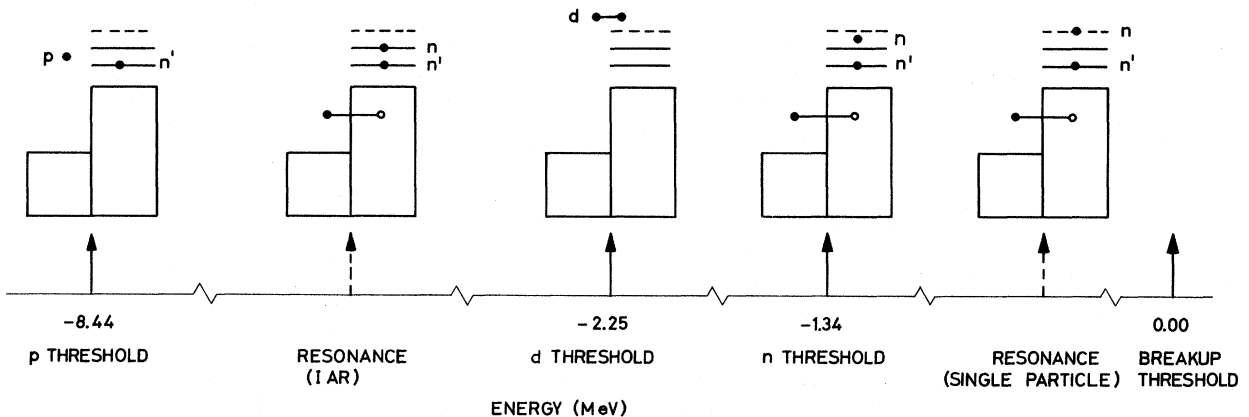 p
n'
n
n'
d
n
n'
n
n'
-8.44
-2.25
-1.34
0.00
p THRESHOLD
RESONANCE
(IAR)
d THRESHOLD
n THRESHOLD
RESONANCE
(SINGLE PARTICLE)
BREAKUP
THRESHOLD
ENERGY (MeV)